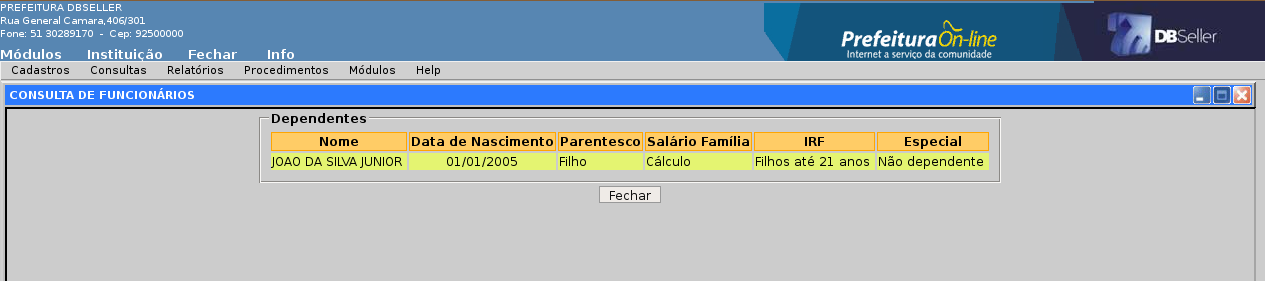 PREFEITURA DBSELLER
Rua General Camara,406/301
Fone: 51 30289170 - Cep: 92500000
Módulos Instituição Fechar Info
PrefeituraOn-line
Internet a serviço da comunidade
DBSeller
Cadastros Consultas Relatórios Procedimentos Módulos Help
CONSULTA DE FUNCIONÁRIOS
Dependentes
Nome Data de Nascimento Parentesco Salário Família IRF Especial
JOAO DA SILVA JUNIOR 01/01/2005 Filho Cálculo Filhos até 21 anos Não dependente
Fechar